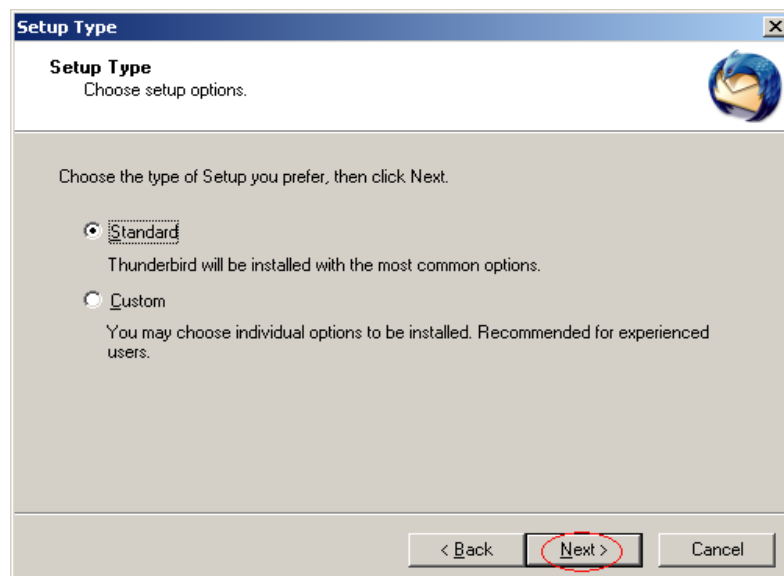 Setup Type
Setup Type
Choose setup options.
Choose the type of Setup you prefer, then click Next.
Standard
Thunderbird will be installed with the most common options.
Custom
You may choose individual options to be installed. Recommended for experienced
users.
< Back Next > Cancel